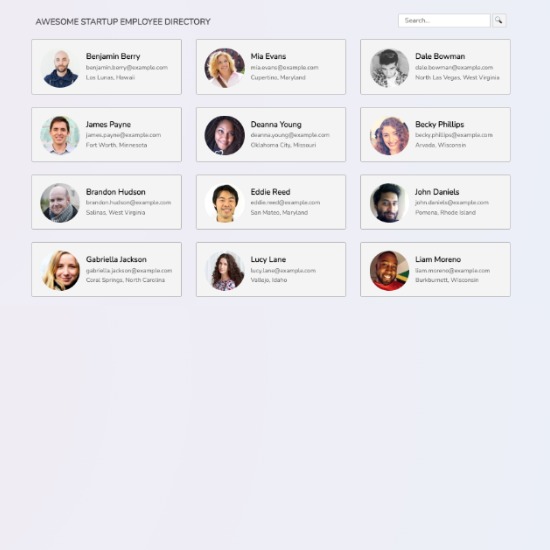 AWESOME STARTUP EMPLOYEE DIRECTORY
Search...
Benjamin Berry
benjamin.berry@example.com
Los Lunas, Hawaii
Mia Evans
mia.evans@example.com
Cupertino, Maryland
Dale Bowman
dale.bowman@example.com
North Las Vegas, West Virginia
James Payne
james.payne@example.com
Fort Worth, Minnesota
Deanna Young
deanna.young@example.com
Oklahoma City, Missouri
Becky Phillips
becky.phillips@example.com
Arvada, Wisconsin
Brandon Hudson
brandon.hudson@example.com
Salinas, West Virginia
Eddie Reed
eddie.reed@example.com
San Mateo, Maryland
John Daniels
john.daniels@example.com
Pomona, Rhode Island
Gabriella Jackson
gabriella.jackson@example.com
Coral Springs, North Carolina
Lucy Lane
lucy.lane@example.com
Vallejo, Idaho
Liam Moreno
liam.moreno@example.com
Burkburnett, Wisconsin